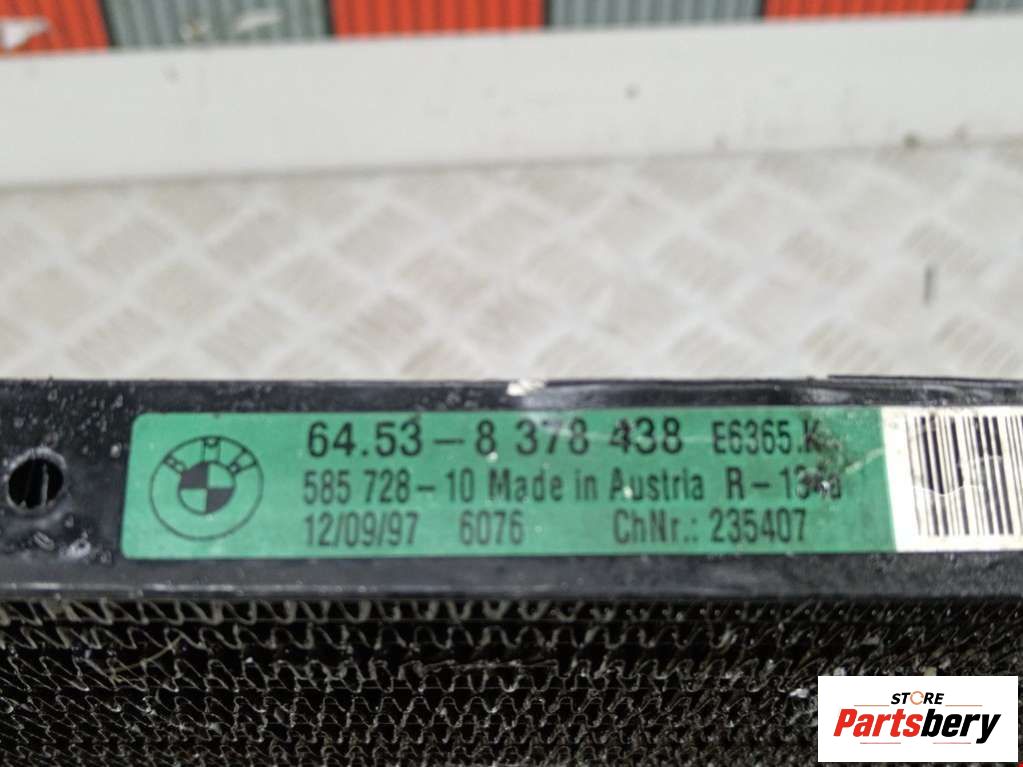 BMW
64.53-8 378 438 E6365.K
585 728-10 Made in Austria R-134a
12/09/97 6076 ChNr.: 235407
STORE
Partsbery